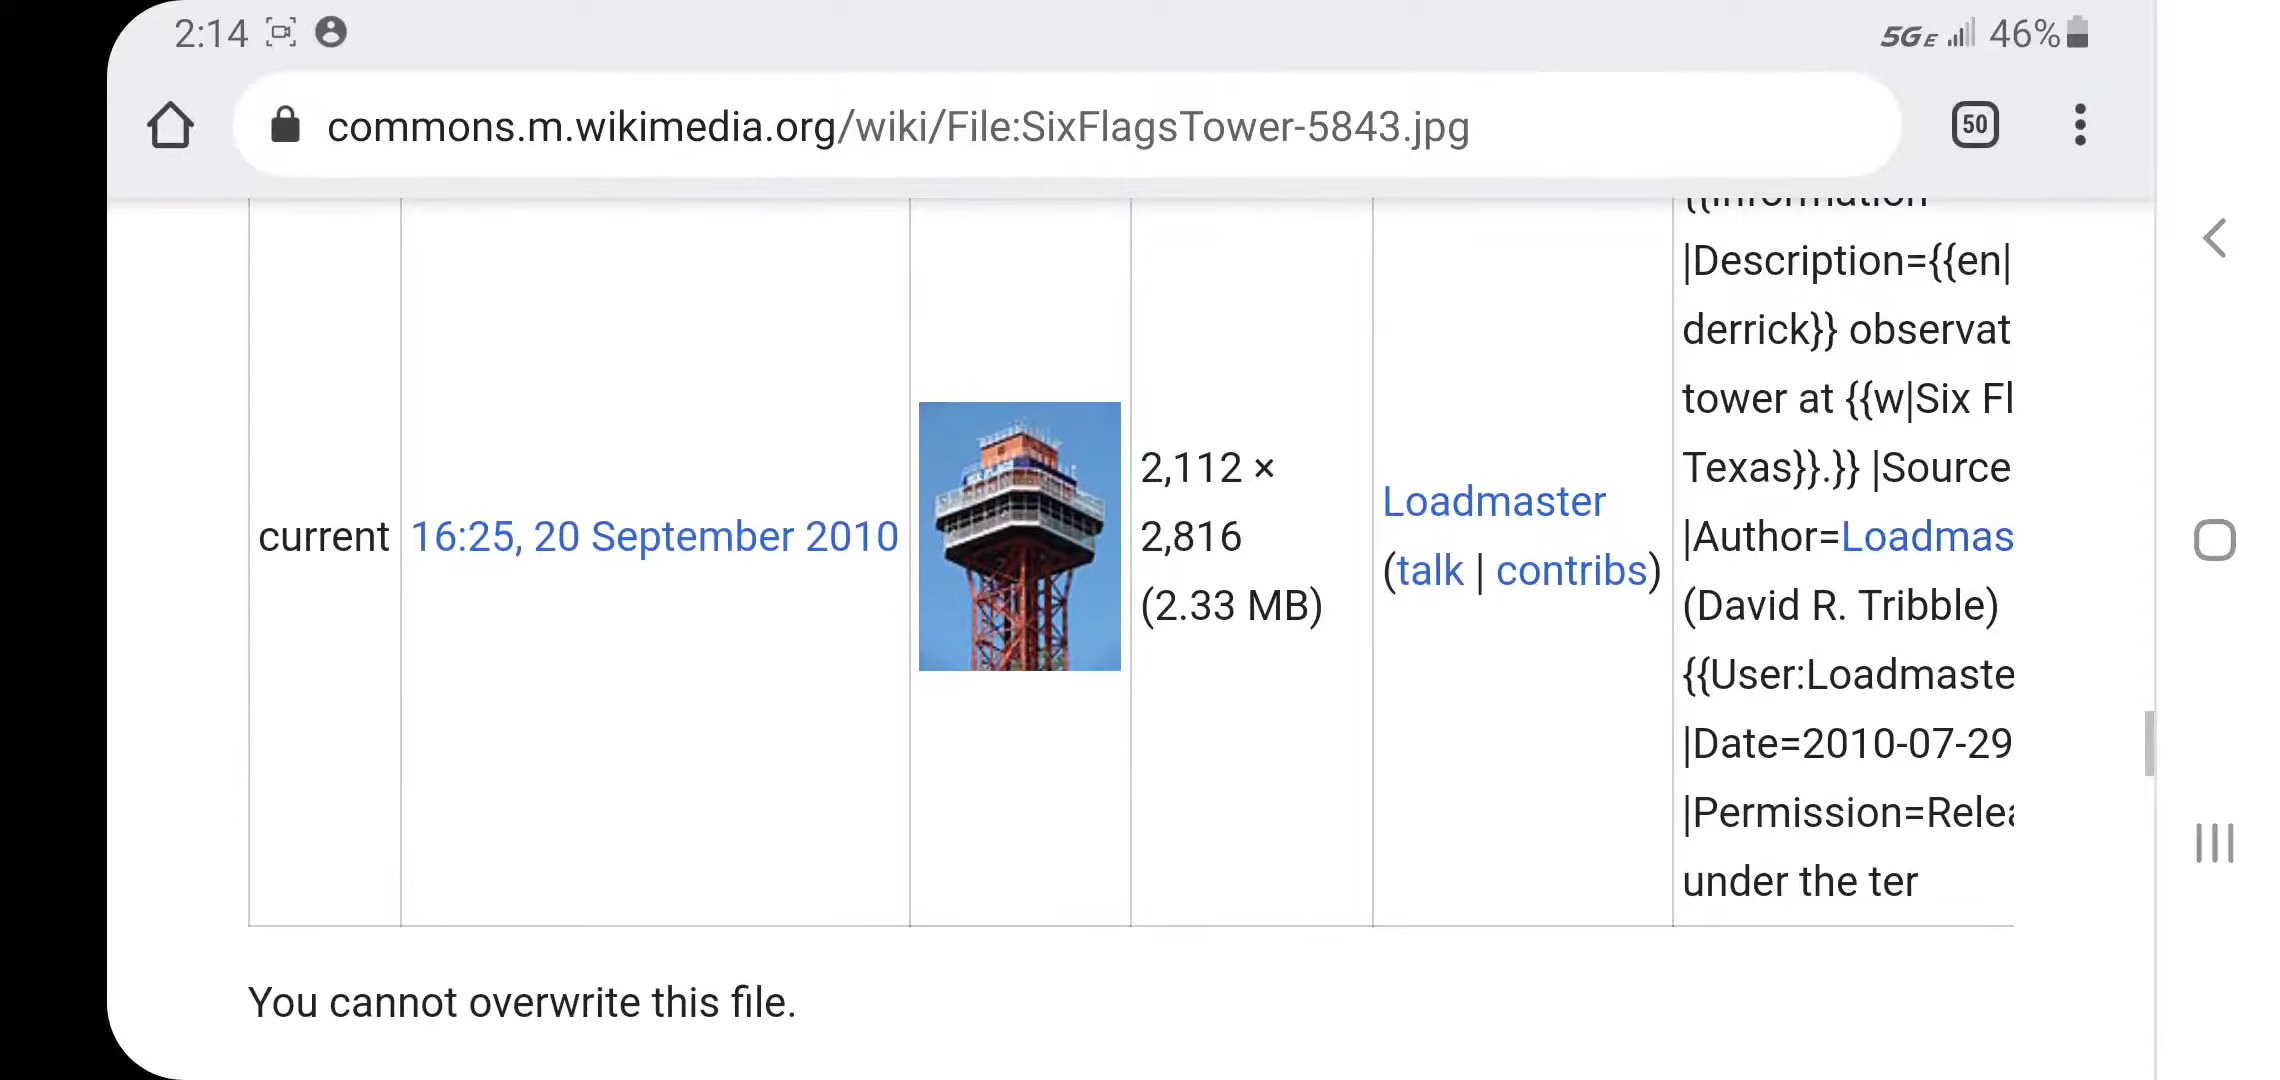 2:14
5GE 46%
commons.m.wikimedia.org/wiki/File:SixFlagsTower-5843.jpg
50
current
16:25, 20 September 2010
2,112 ×
2,816
(2.33 MB)
Loadmaster
(talk | contribs)
{{Information
|Description={{en|
derrick}} observat
tower at {{w|Six Fl
Texas}}.}} |Source
|Author=Loadmas
(David R. Tribble)
{{User:Loadmaste
|Date=2010-07-29
|Permission=Relea
under the ter
You cannot overwrite this file.